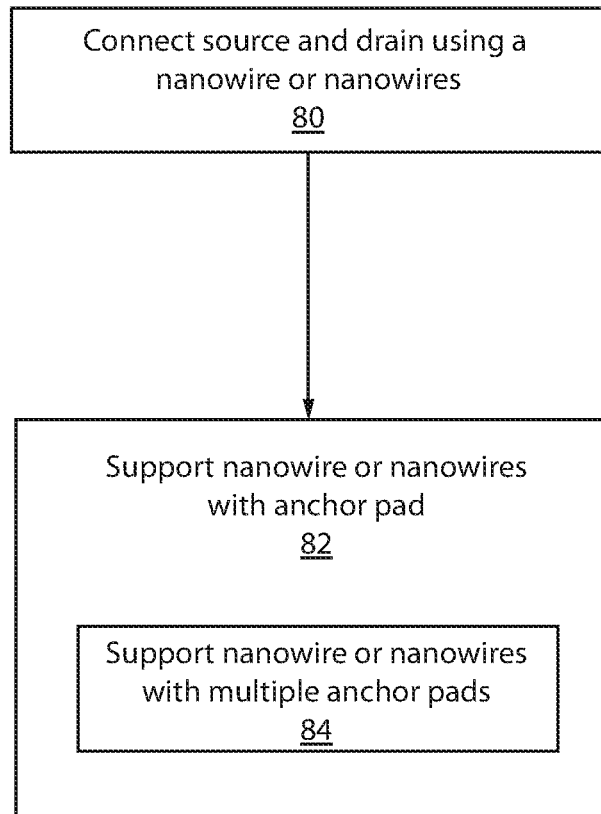 Connect source and drain using a
nanowire or nanowires
80
Support nanowire or nanowires
with anchor pad
82
Support nanowire or nanowires
with multiple anchor pads
84